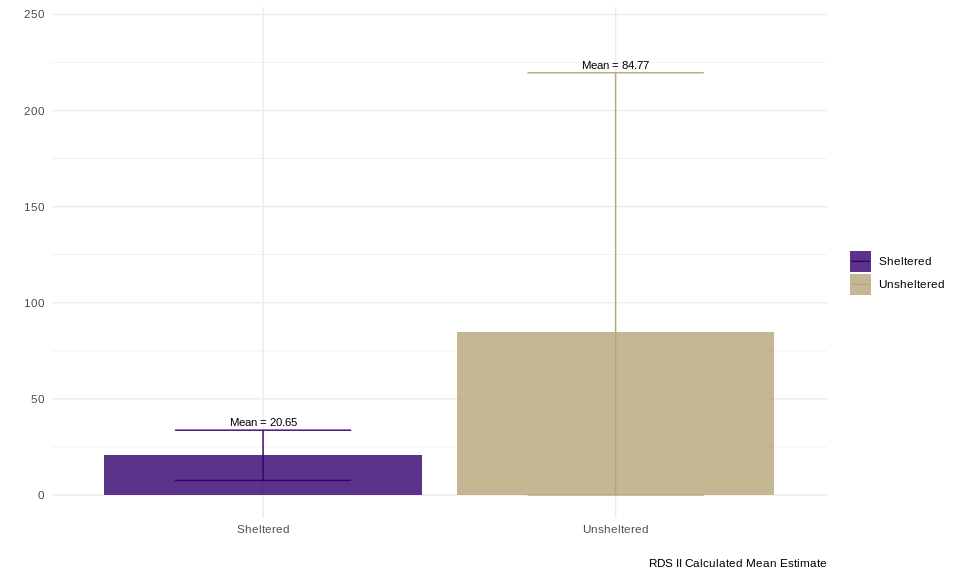 250
Mean = 84.77
200
150
Sheltered
Unsheltered
100
50
Mean = 20.65
0
Sheltered
Unsheltered
RDS II Calculated Mean Estimate